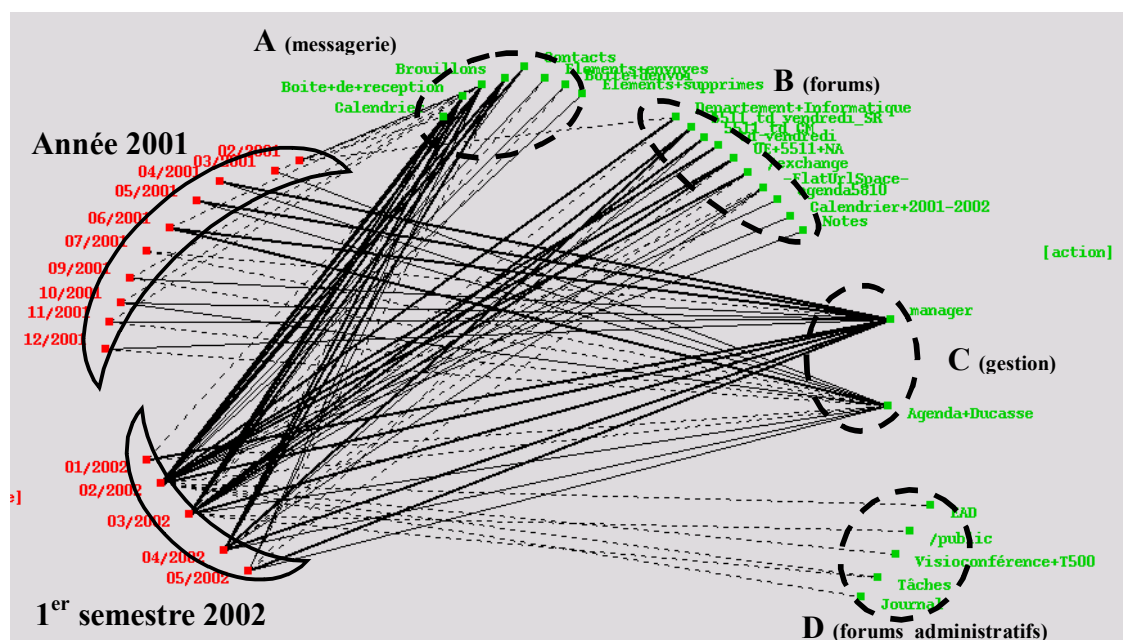 A (messagerie)
Contacts
Brouillons
Elements+envoyes
Boite+de+reception
Elements+supprimes
Calendrier
B (forums)
Departement+Informatique
5511_td_vendredi_SR
5511_td_CM
UE+5511+NA
/exchange
-FlatUrlSpace-
Agenda5810
Calendrier+2001-2002
Notes
Année 2001
02/2001
03/2001
04/2001
05/2001
06/2001
07/2001
09/2001
10/2001
11/2001
12/2001
[action]
manager
C (gestion)
Agenda+Ducasse
01/2002
02/2002
e]
03/2002
04/2002
05/2002
EAD
/public
Visioconférence+T500
Tâches
Journal
1er semestre 2002
D (forums administratifs)